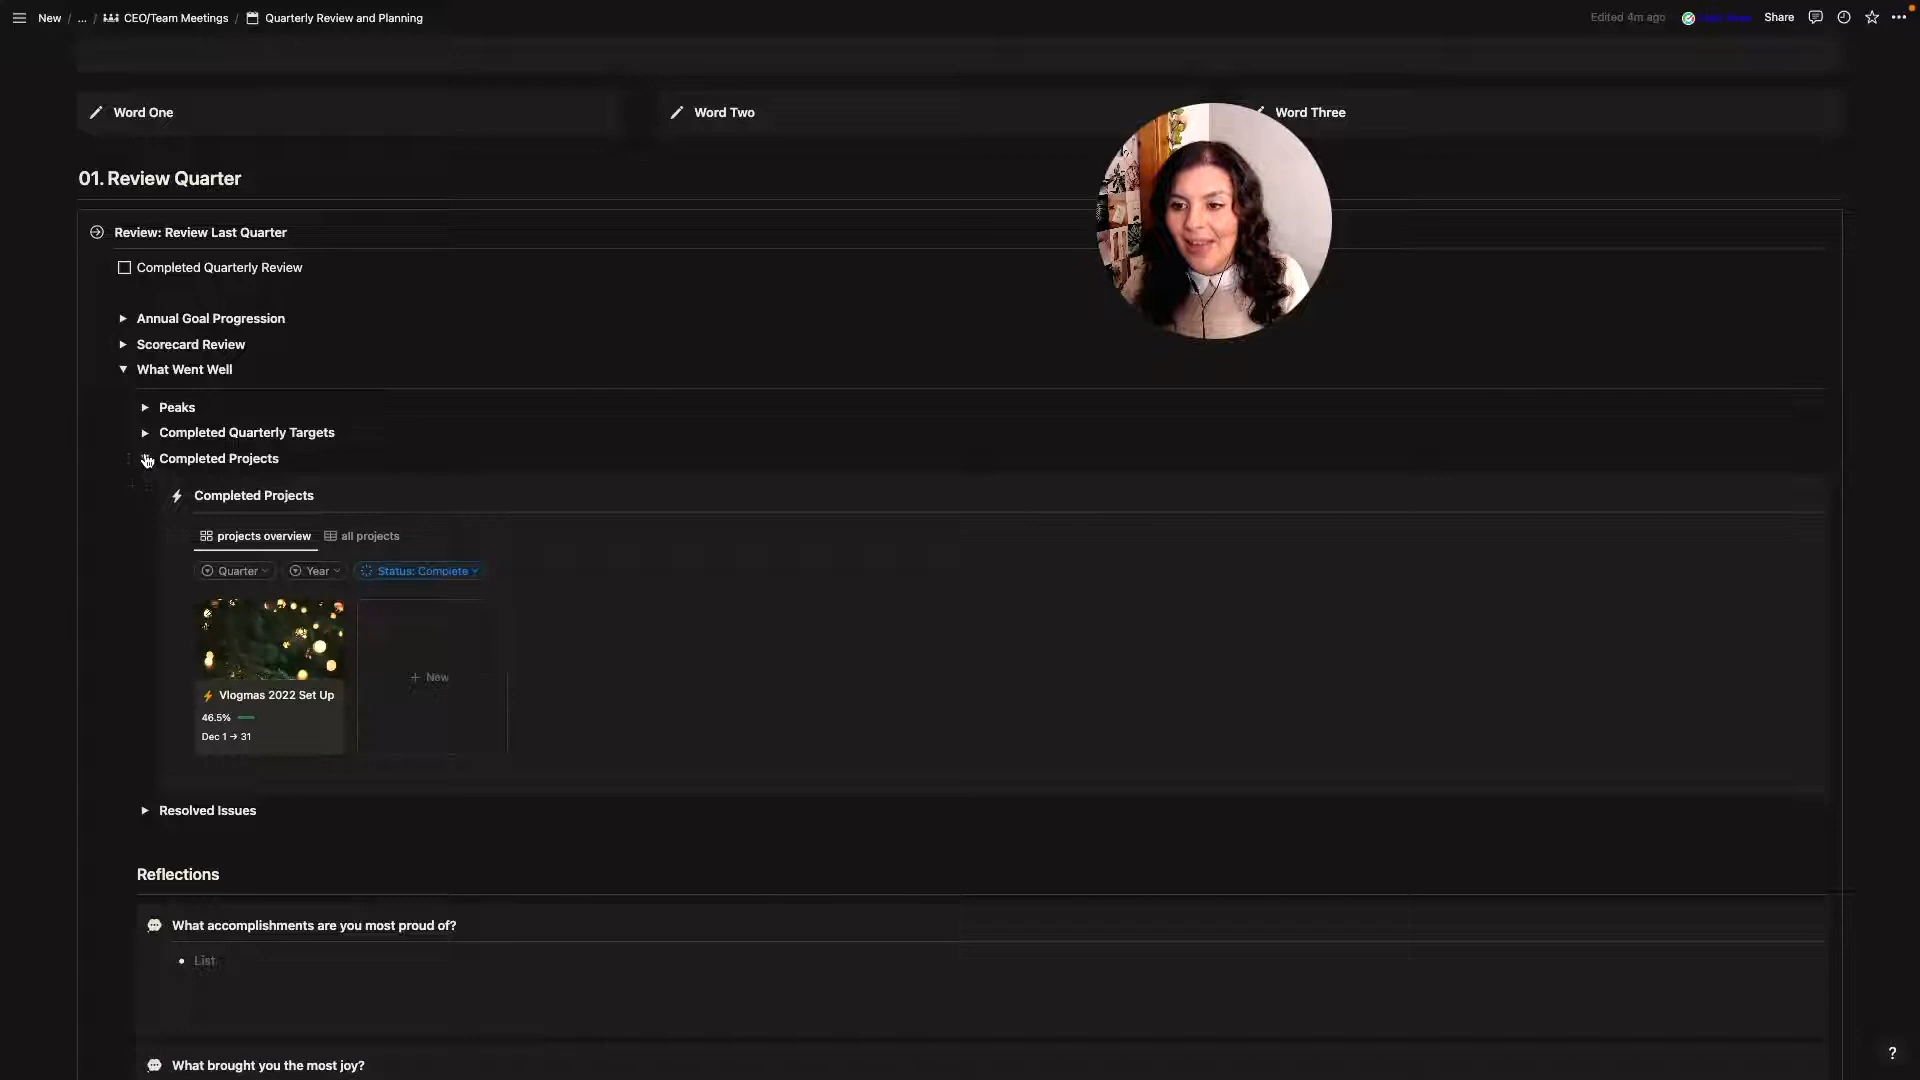 New / ... / CEO/Team Meetings / Quarterly Review and Planning
Edited 4m ago
Share
Word One
Word Two
Word Three
01. Review Quarter
Review: Review Last Quarter
Completed Quarterly Review
Annual Goal Progression
Scorecard Review
What Went Well
Peaks
Completed Quarterly Targets
Completed Projects
Completed Projects
projects overview
all projects
Quarter
Year
Status: Complete
Vlogmas 2022 Set Up
46.5%
Dec 1 → 31
+ New
Resolved Issues
Reflections
What accomplishments are you most proud of?
• List
What brought you the most joy?
?